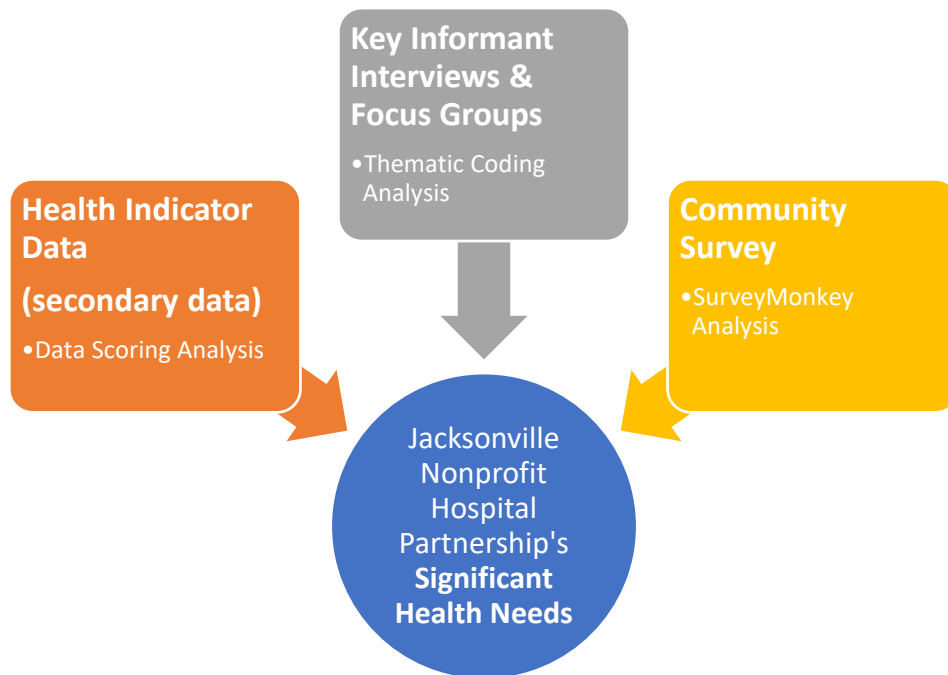 Key Informant
Interviews &
Focus Groups
•Thematic Coding
Analysis
Health Indicator
Data
(secondary data)
•Data Scoring Analysis
Community
Survey
•SurveyMonkey
Analysis
Jacksonville
Nonprofit
Hospital
Partnership's
Significant
Health Needs